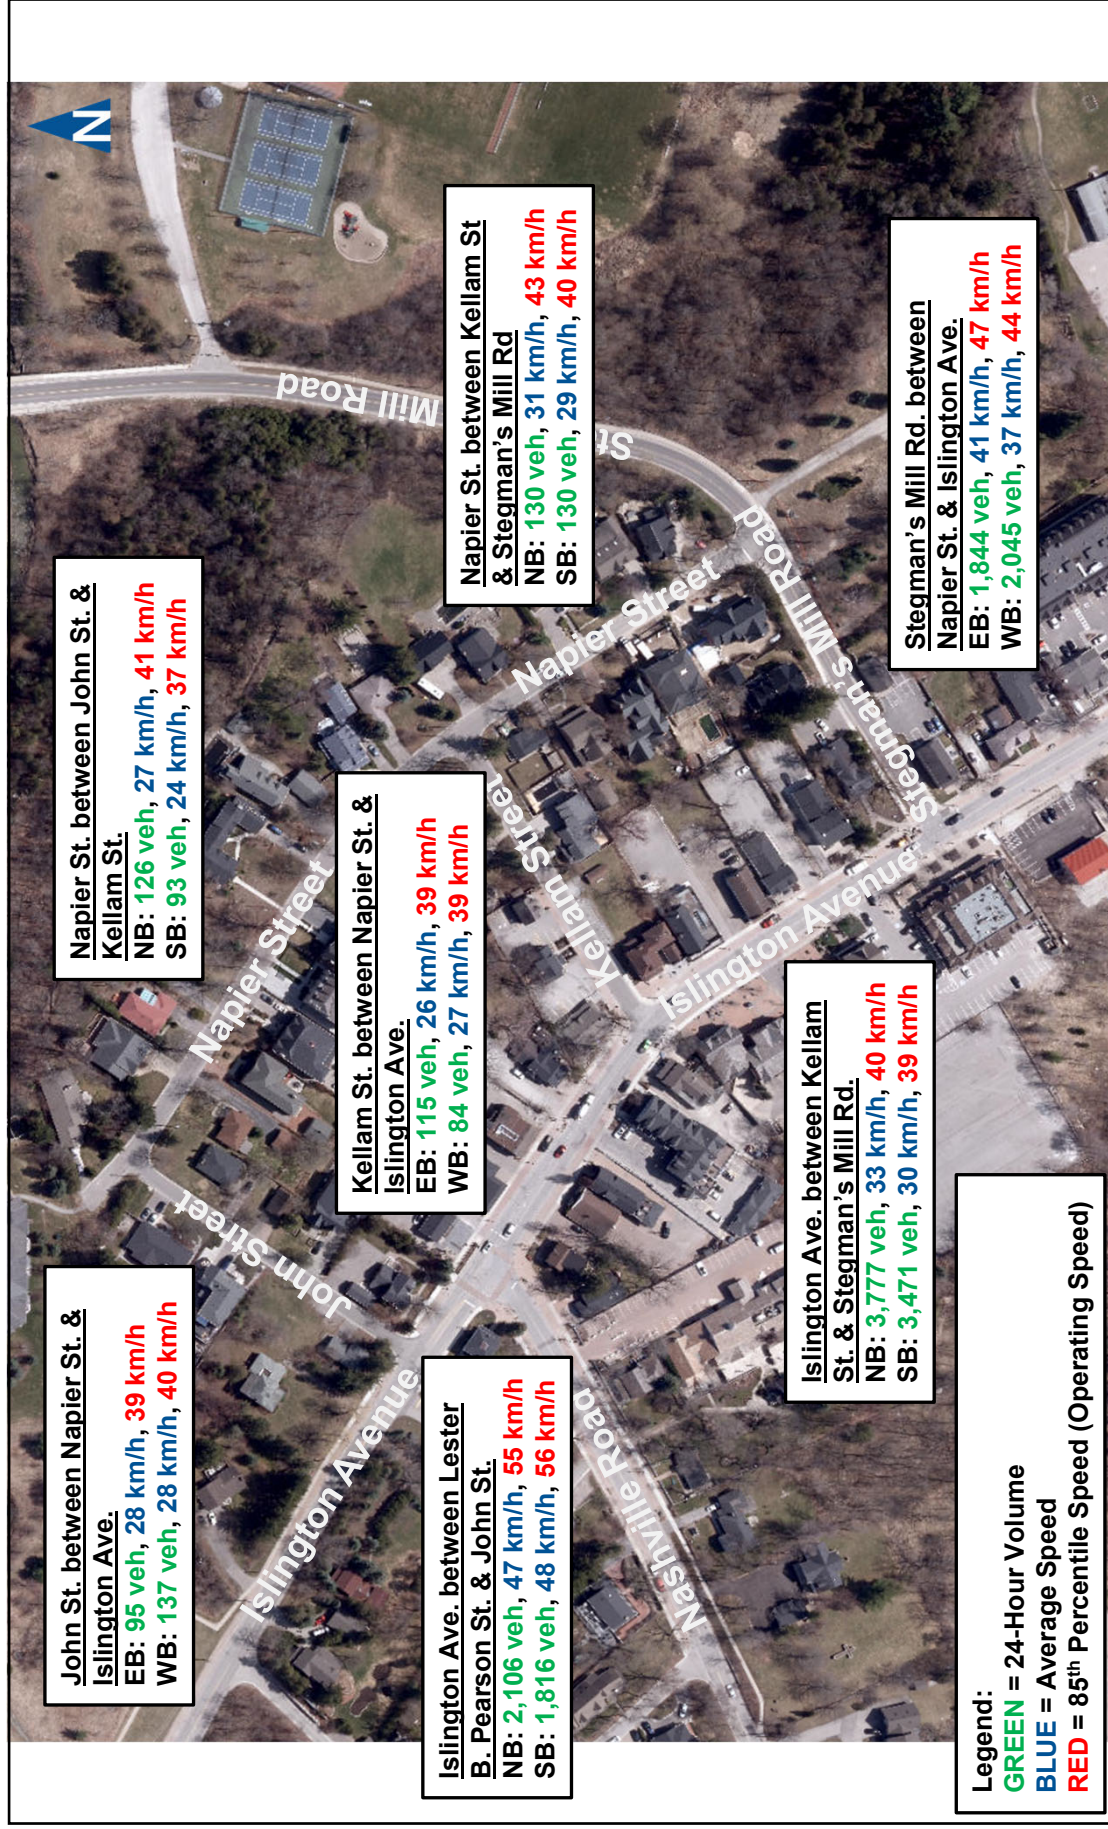 John St. between Napier St. &
Islington Ave.
EB: 95 veh, 28 km/h, 39 km/h
WB: 137 veh, 28 km/h, 40 km/h
Napier St. between John St. &
Kellam St.
NB: 126 veh, 27 km/h, 41 km/h
SB: 93 veh, 24 km/h, 37 km/h
N
Kellam St. between Napier St. &
Islington Ave.
EB: 115 veh, 26 km/h, 39 km/h
WB: 84 veh, 27 km/h, 39 km/h
Napier St. between Kellam St
& Stegman's Mill Rd
NB: 130 veh, 31 km/h, 43 km/h
SB: 130 veh, 29 km/h, 40 km/h
Islington Ave. between Lester
B. Pearson St. & John St.
NB: 2,106 veh, 47 km/h, 55 km/h
SB: 1,816 veh, 48 km/h, 56 km/h
Islington Ave. between Kellam
St. & Stegman's Mill Rd.
NB: 3,777 veh, 33 km/h, 40 km/h
SB: 3,471 veh, 30 km/h, 39 km/h
Stegman's Mill Rd. between
Napier St. & Islington Ave.
EB: 1,844 veh, 41 km/h, 47 km/h
WB: 2,045 veh, 37 km/h, 44 km/h
John Street
Napier Street
Mill Road
St
Islington Avenue
Kellam Street
Napier Street
Nashville Road
Islington Avenue
Stegman's Mill Road
Legend:
GREEN = 24-Hour Volume
BLUE = Average Speed
RED = 85th Percentile Speed (Operating Speed)